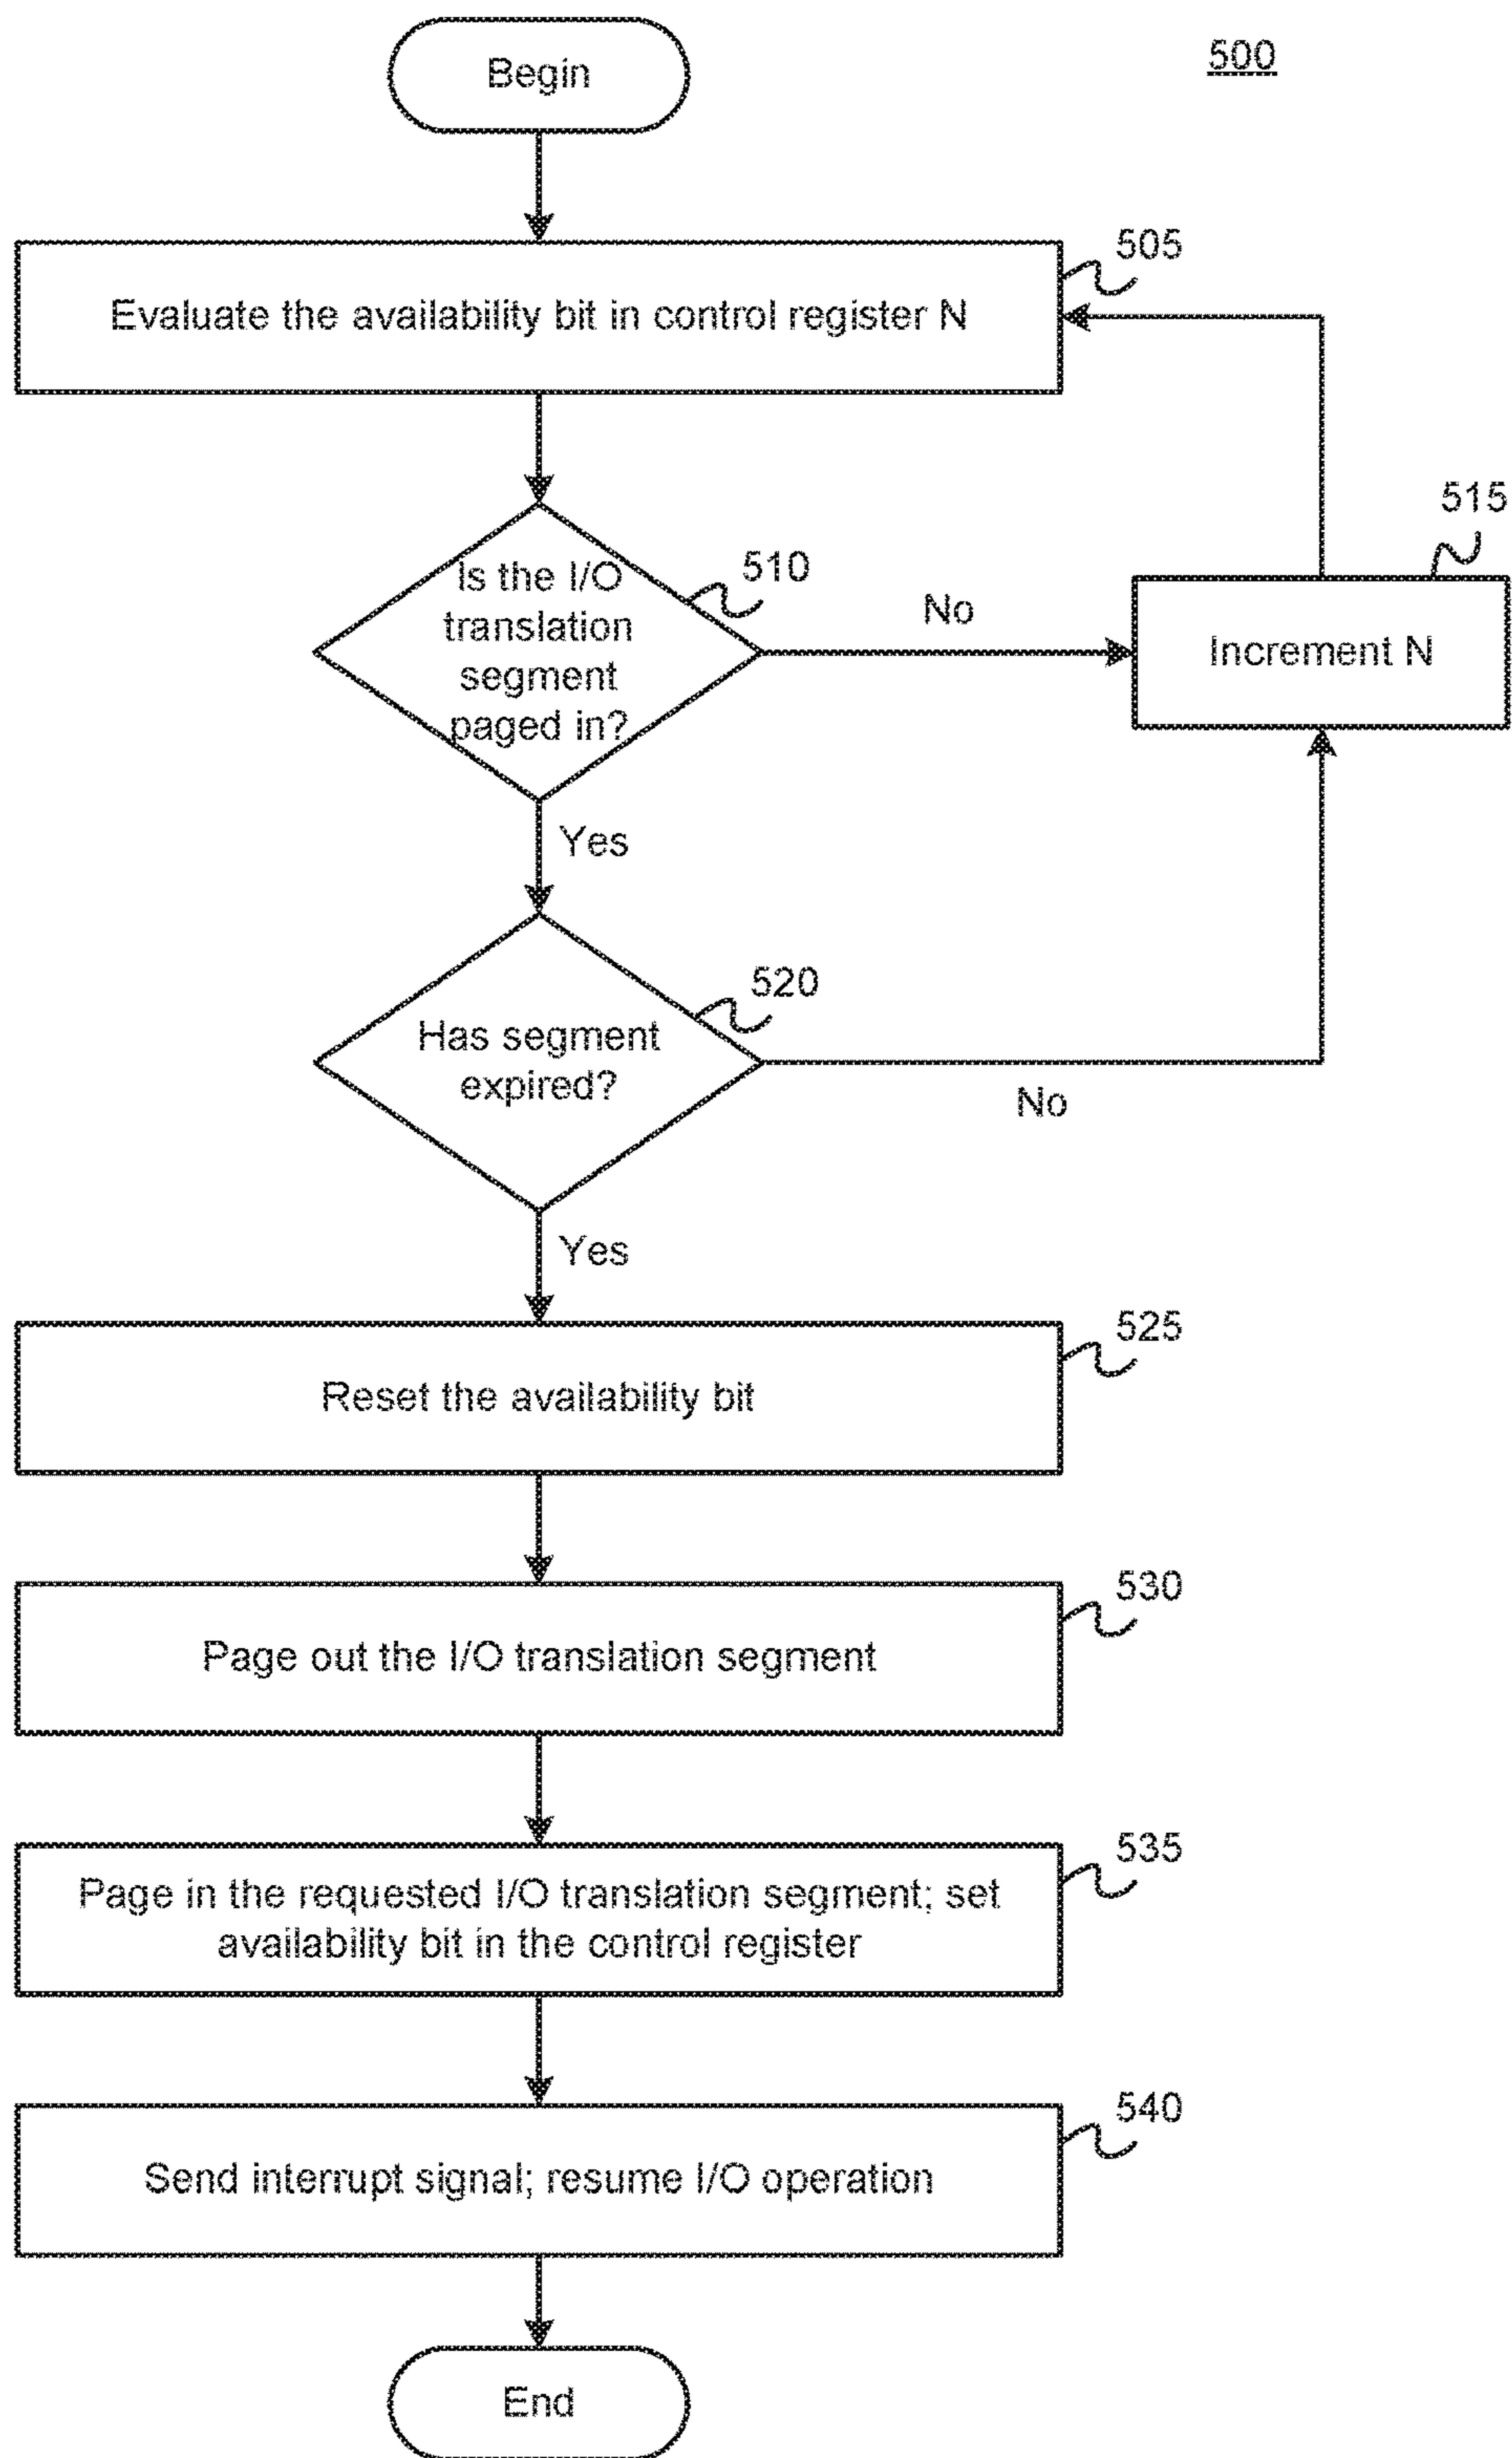 Begin
500
505
Evaluate the availability bit in control register N
515
510
Is the I/O
translation
segment
paged in?
No
Increment N
Yes
520
Has segment
expired?
No
Yes
525
Reset the availability bit
530
Page out the I/O translation segment
535
Page in the requested I/O translation segment; set
availability bit in the control register
540
Send interrupt signal; resume I/O operation
End